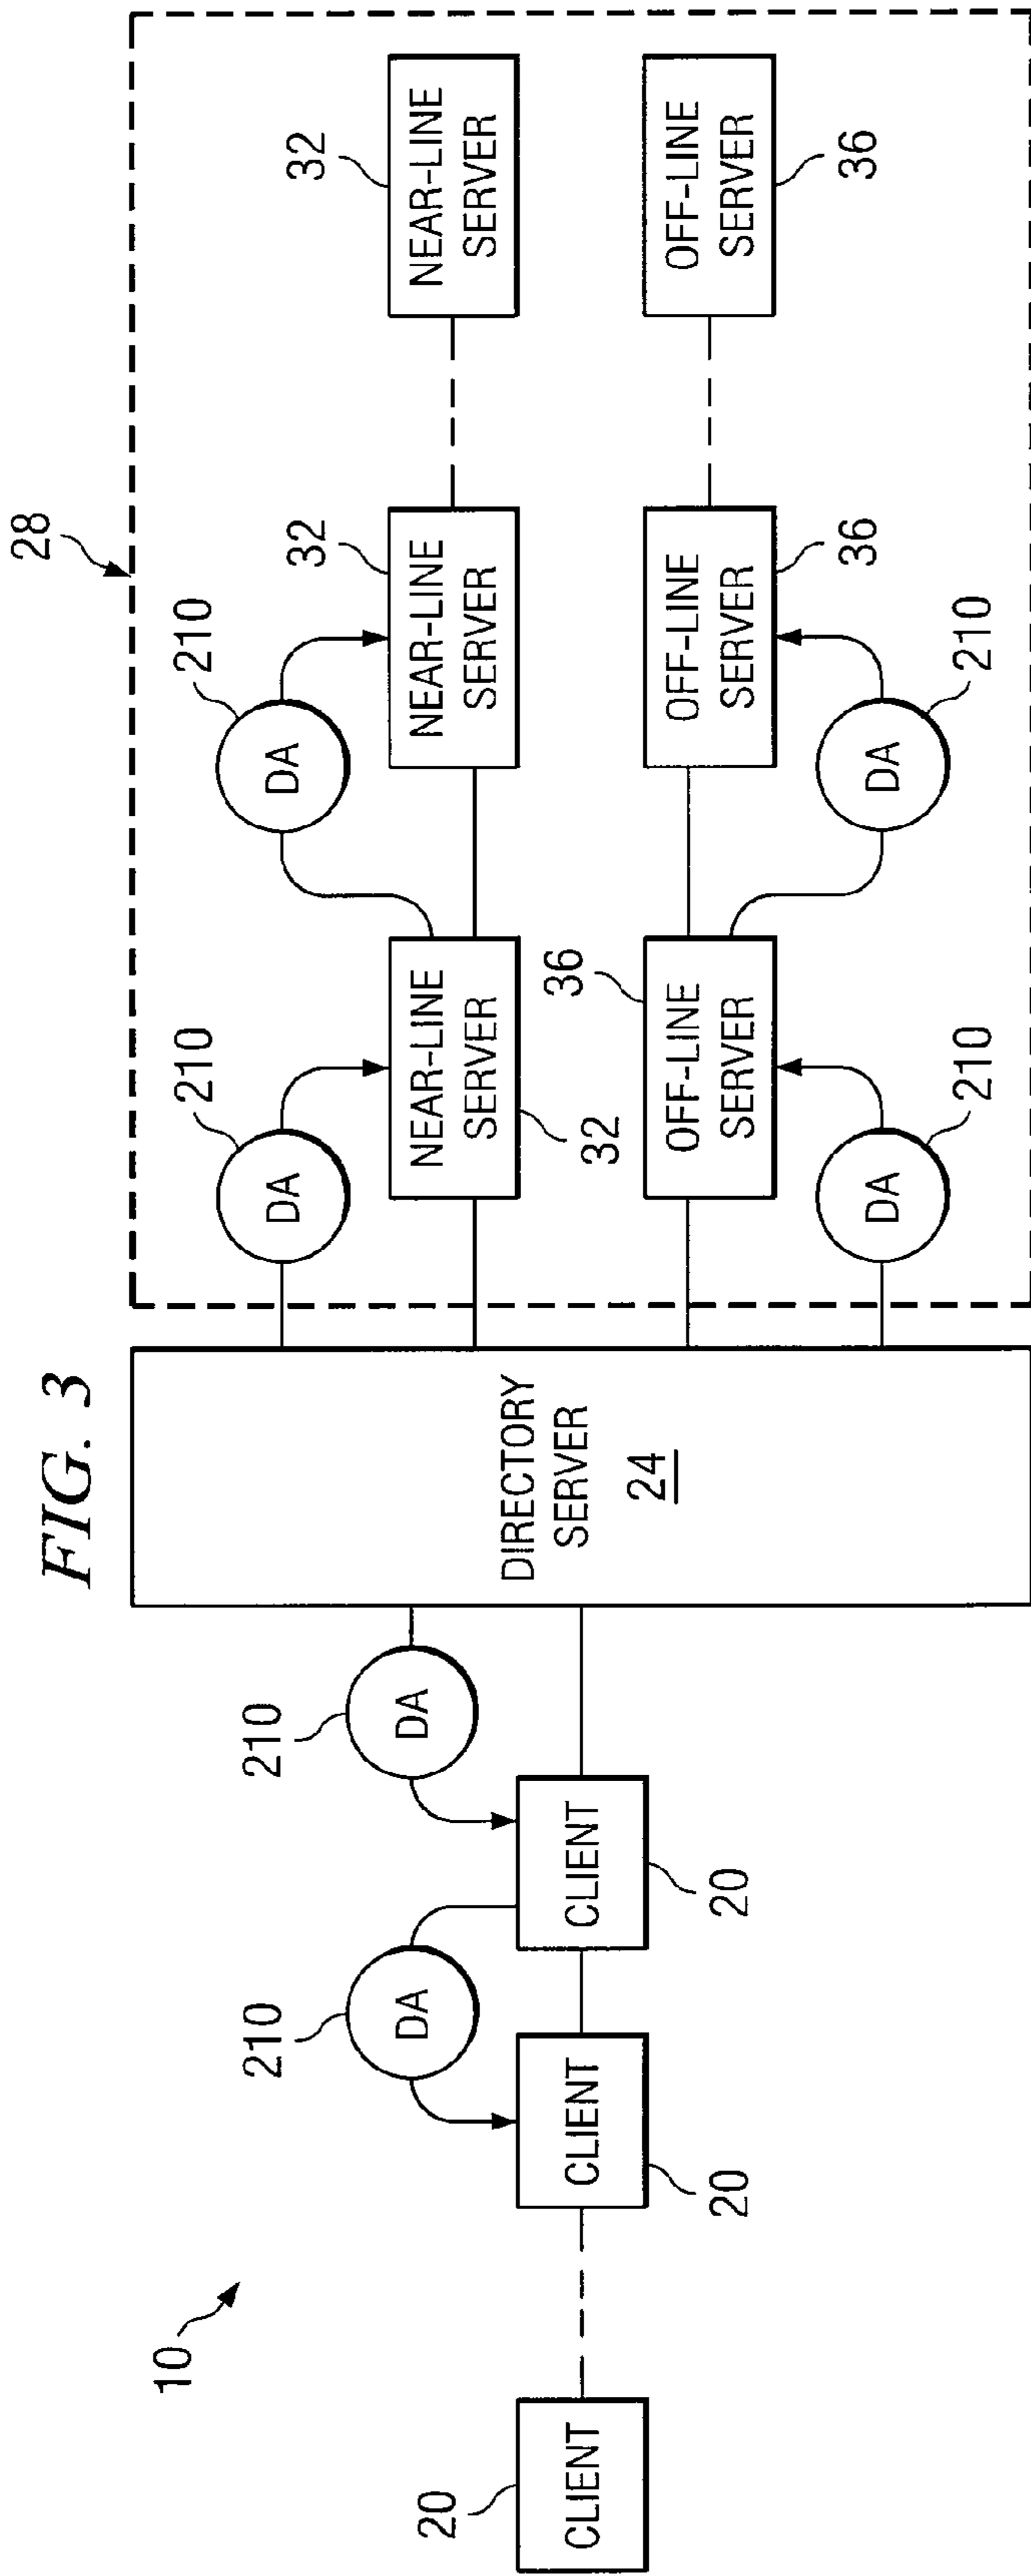 FIG. 3
10
20
CLIENT
CLIENT
20
CLIENT
20
210
DA
210
DA
DIRECTORY
SERVER
24
28
210
DA
210
DA
NEAR-LINE
SERVER
32
NEAR-LINE
SERVER
32
NEAR-LINE
SERVER
32
OFF-LINE
SERVER
36
OFF-LINE
SERVER
36
OFF-LINE
SERVER
36
DA
210
DA
210